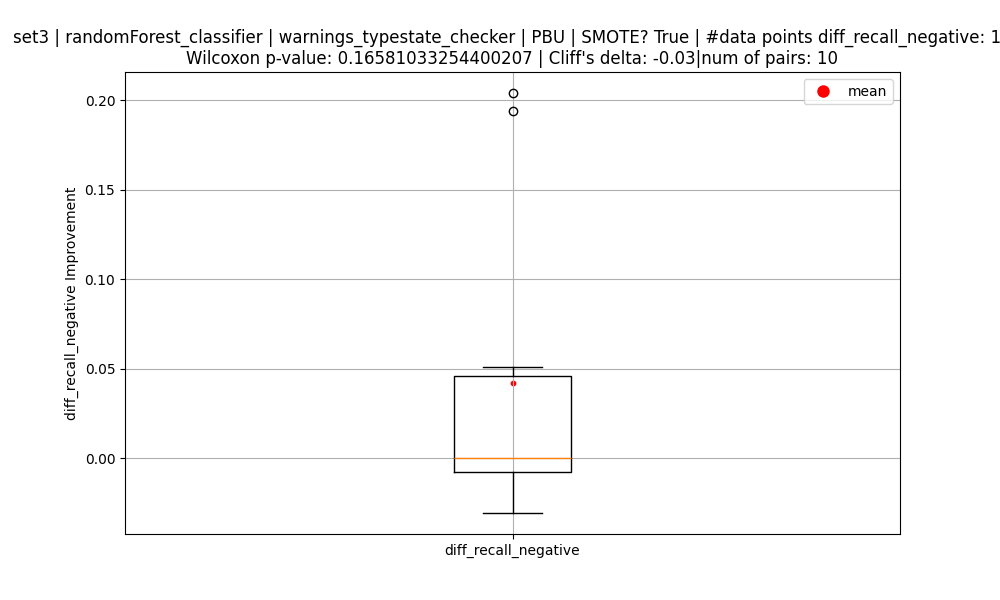 set3 | randomForest_classifier | warnings_typestate_checker | PBU | SMOTE? True | #data points diff_recall_negative: 1
Wilcoxon p-value: 0.16581033254400207 | Cliff's delta: -0.03|num of pairs: 10
mean
0.20
0.15
0.10
0.05
0.00
diff_recall_negative Improvement
diff_recall_negative